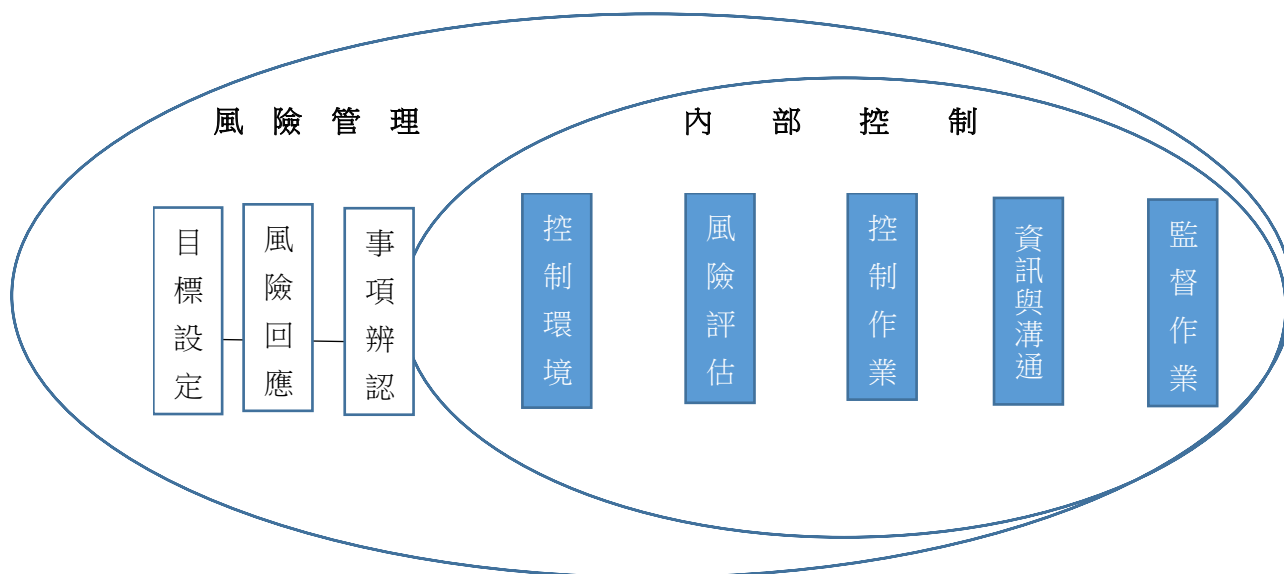 風險管理
內部控制
目標設定
風險回應
事項辨認
控制環境
風險評估
控制作業
資訊與溝通
監督作業